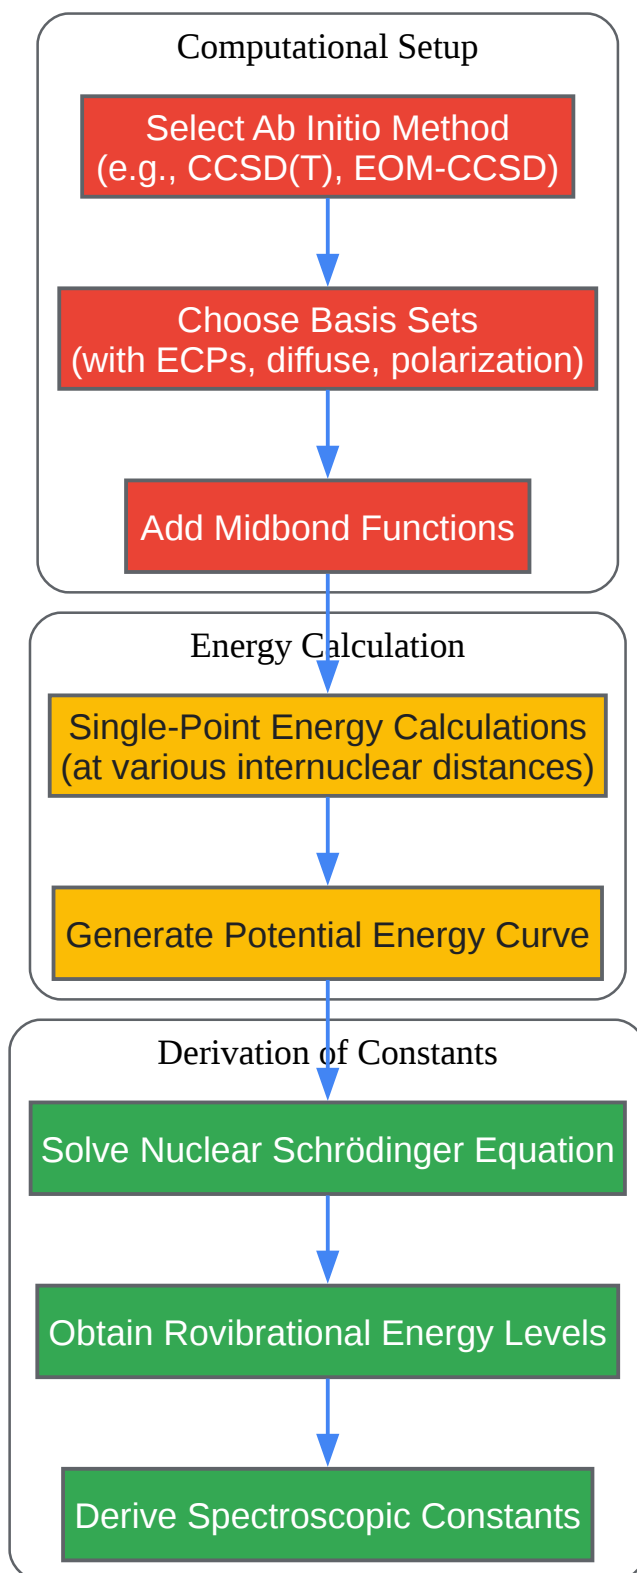 Computational Setup
Select Ab Initio Method
(e.g., CCSD(T), EOM-CCSD)
Choose Basis Sets
(with ECPs, diffuse, polarization)
Add Midbond Functions
Energy Calculation
Single-Point Energy Calculations
(at various internuclear distances)
Generate Potential Energy Curve
Derivation of Constants
Solve Nuclear Schrödinger Equation
Obtain Rovibrational Energy Levels
Derive Spectroscopic Constants